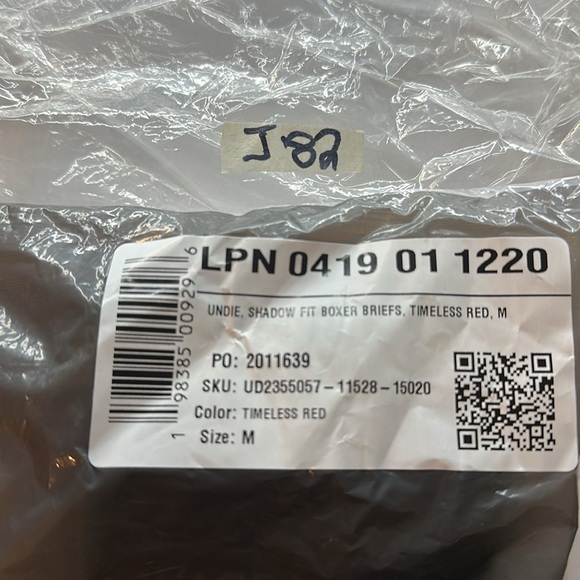 J-82
LPN 0419 01 1220
UNDIE, SHADOW FIT BOXER BRIEFS, TIMELESS RED, M
PO: 2011639
SKU: UD2355057-11528-15020
Color: TIMELESS RED
Size: M
1 98385 00929 6